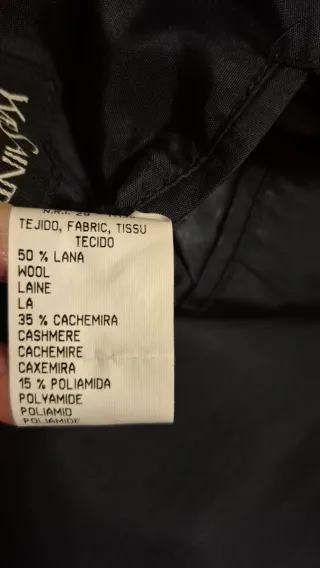 TEJIDO, FABRIC, TISSU
TECIDO
50 % LANA
WOOL
LAINE
LA
35 % CACHEMIRA
CASHMERE
CACHEMIRE
CAXEMIRA
15 % POLIAMIDA
POLYAMIDE
POLIAMID
POLIAMIDE